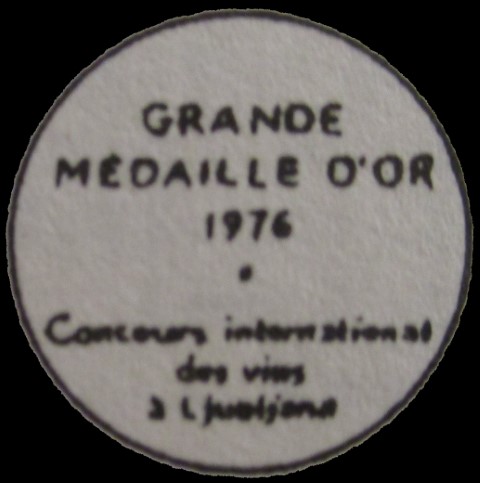 GRANDE
MÉDAILLE D'OR
1976
Concours international
des vins
à Ljubljana